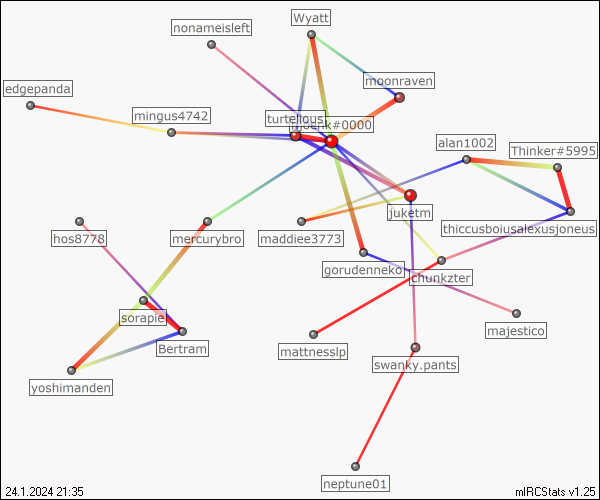 Wyatt
nonameisleft
moonraven
edgepanda
mingus4742
turtellous
#0000
alan1002
Thinker#5995
juketm
thiccusboiusalexusjoneus
hos8778
mercurybro
maddiee3773
gorudenneko
chunkzter
sorapie
majestico
Bertram
mattnesslp
swanky.pants
yoshimanden
neptune01
24.1.2024 21:35
mIRCStats v1.25